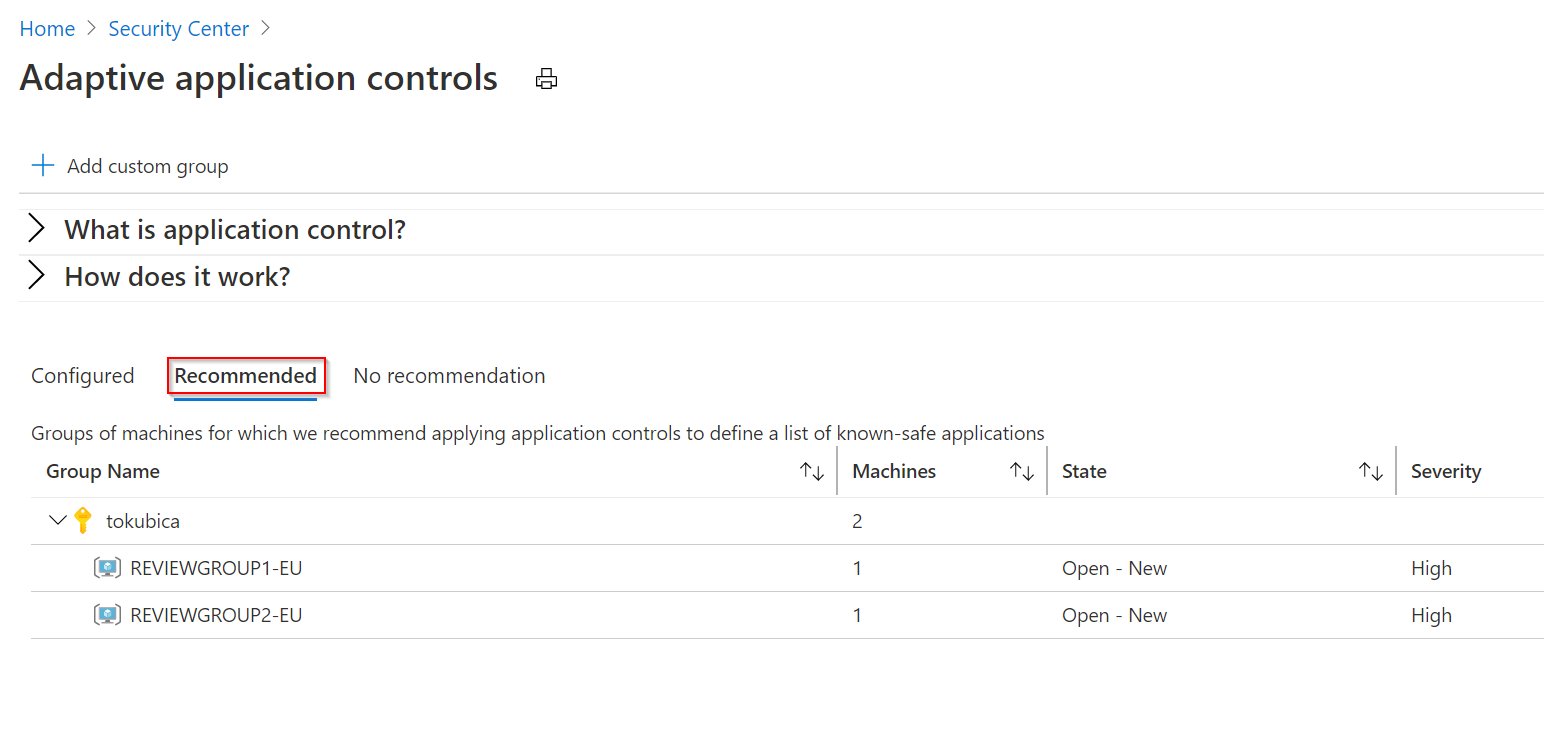 Home > Security Center >
Adaptive application controls
Add custom group
What is application control?
How does it work?
Configured Recommended No recommendation
Groups of machines for which we recommend applying application controls to define a list of known-safe applications
Group Name Machines State Severity
tokubica 2
REVIEWGROUP1-EU 1 Open - New High
REVIEWGROUP2-EU 1 Open - New High